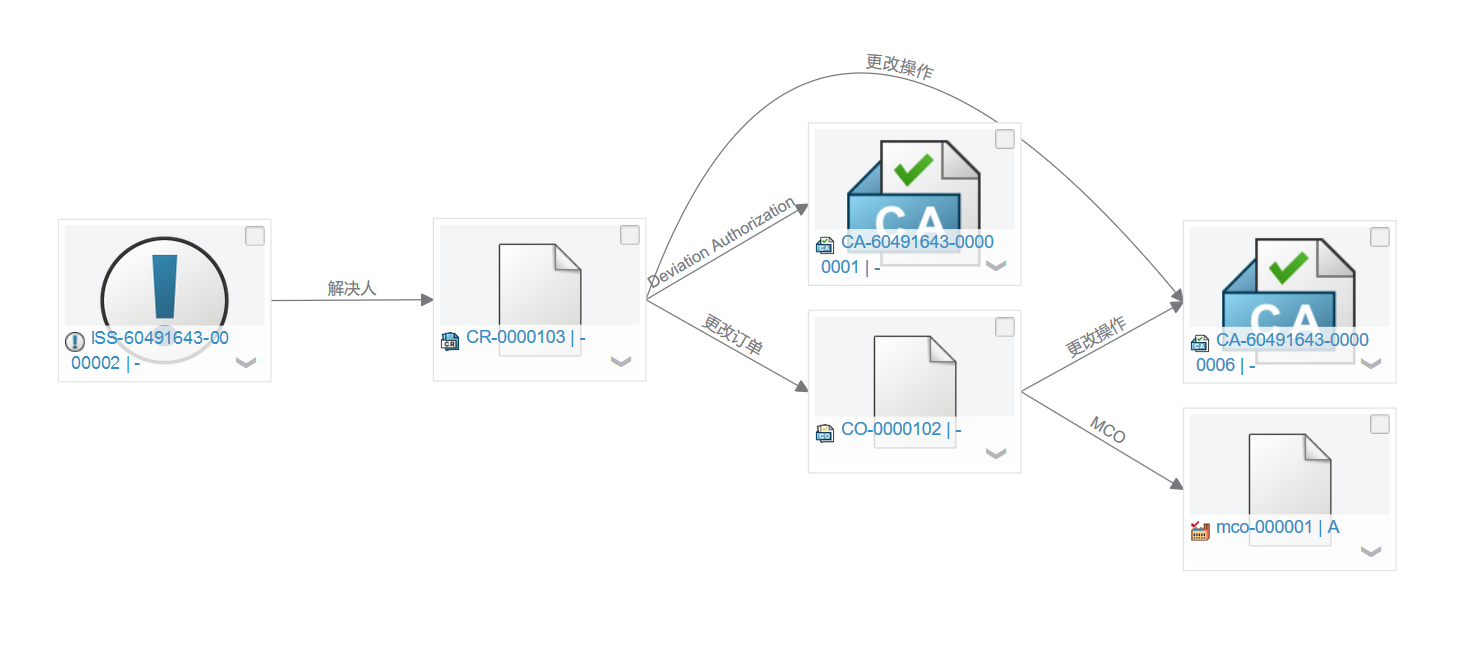 更改操作
Deviation Authorization
CA-60491643-0000
0001 | -
解决人
ISS-60491643-00
00002 | -
CR-0000103 | -
更改订单
CO-0000102 | -
更改操作
CA-60491643-0000
0006 | -
MCO
mco-000001 | A
CA
CA
CR
CO